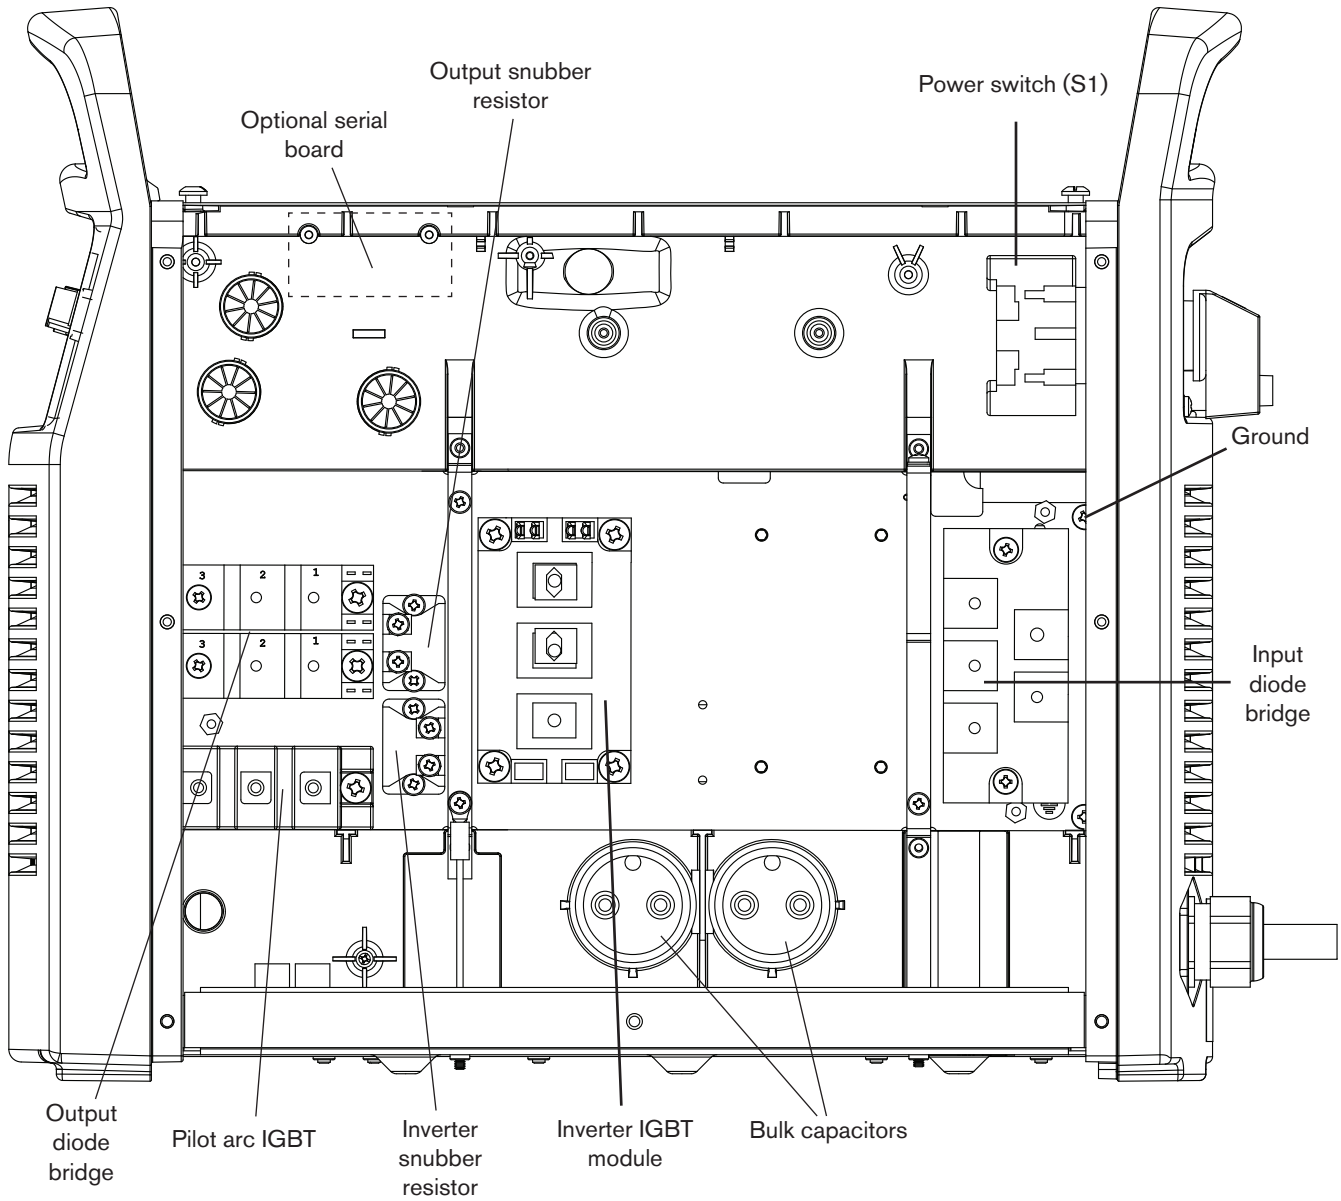 Output snubber
resistor
Power switch (S1)
Optional serial
board
Ground
3 2 1
3 2 1
Input
diode
bridge
Output
diode
bridge
Pilot arc IGBT
Inverter
snubber
resistor
Inverter IGBT
module
Bulk capacitors